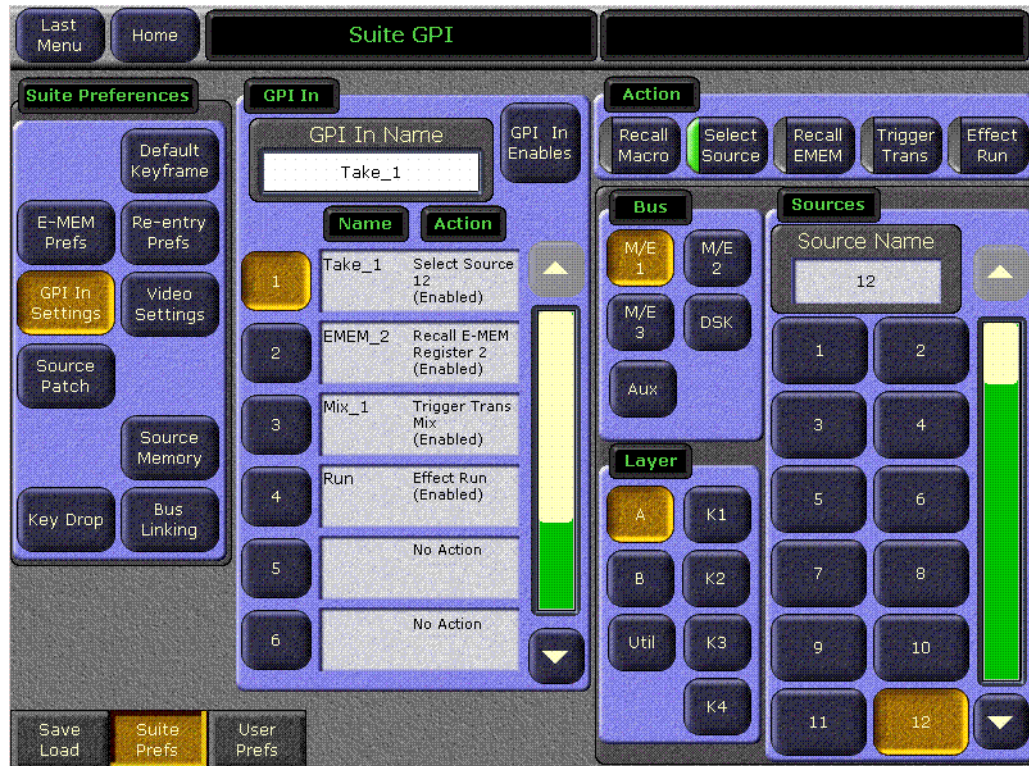 Last
Menu
Home
Suite GPI
Suite Preferences
Default
Keyframe
E-MEM
Prefs
Re-entry
Prefs
GPI In
Settings
Video
Settings
Source
Patch
Source
Memory
Key Drop
Bus
Linking
GPI In
GPI In Name
Take_1
GPI In
Enables
Name
Action
1
Take_1
Select Source
12
(Enabled)
2
EMEM_2
Recall E-MEM
Register 2
(Enabled)
3
Mix_1
Trigger Trans
Mix
(Enabled)
4
Run
Effect Run
(Enabled)
5
No Action
6
No Action
Action
Recall
Macro
Select
Source
Recall
EMEM
Trigger
Trans
Effect
Run
Bus
M/E
1
M/E
2
M/E
3
DSK
Aux
Layer
A
K1
B
K2
Util
K3
K4
Sources
Source Name
12
1
2
3
4
5
6
7
8
9
10
11
12
Save
Load
Suite
Prefs
User
Prefs